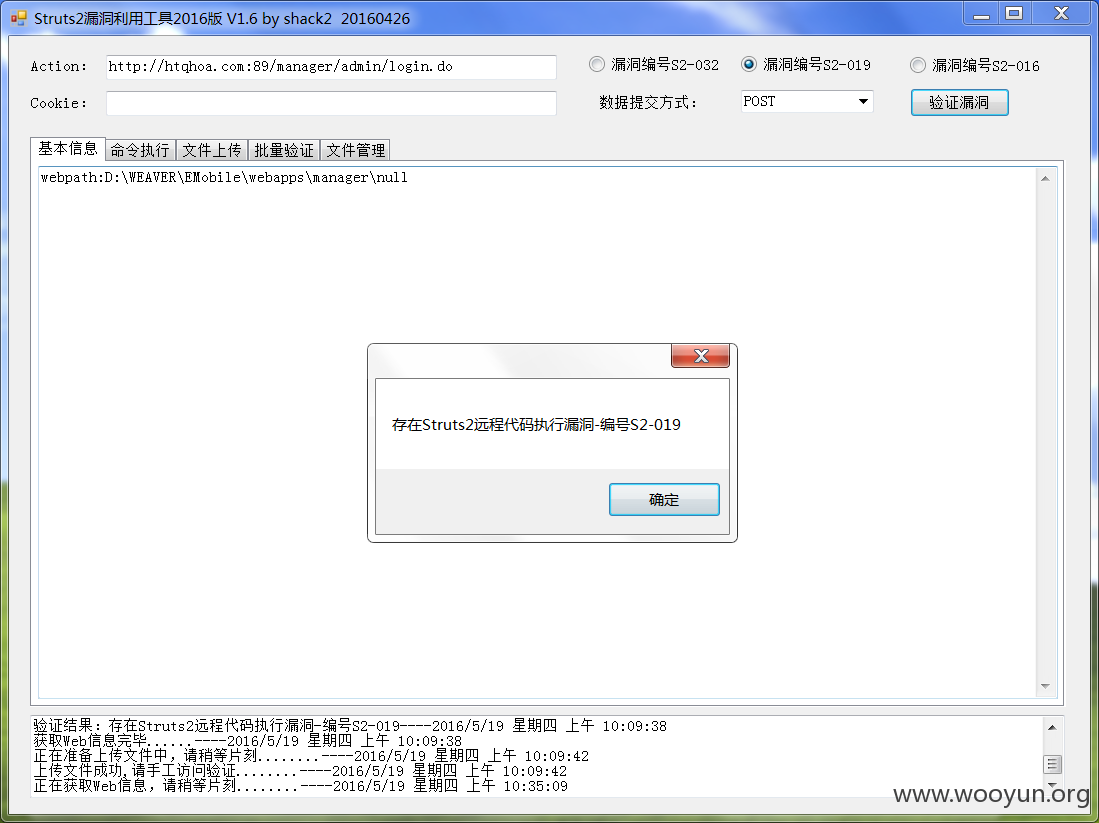 Struts2漏洞利用工具2016版 V1.6 by shack2  20160426
Action: http://htqhoa.com:89/manager/admin/login.do 漏洞编号S2-032 漏洞编号S2-019 漏洞编号S2-016
Cookie: 数据提交方式: POST 验证漏洞
基本信息 命令执行 文件上传 批量验证 文件管理
webpath:D:\WEAVER\EMobile\webapps\manager\null
存在Struts2远程代码执行漏洞-编号S2-019
确定
验证结果: 存在Struts2远程代码执行漏洞-编号S2-019----2016/5/19 星期四 上午 10:09:38
获取Web信息完毕......----2016/5/19 星期四 上午 10:09:38
正在准备上传文件中，请稍等片刻........----2016/5/19 星期四 上午 10:09:42
上传文件成功,请手工访问验证........----2016/5/19 星期四 上午 10:09:42
正在获取Web信息，请稍等片刻........----2016/5/19 星期四 上午 10:35:09
www.wooyun.org